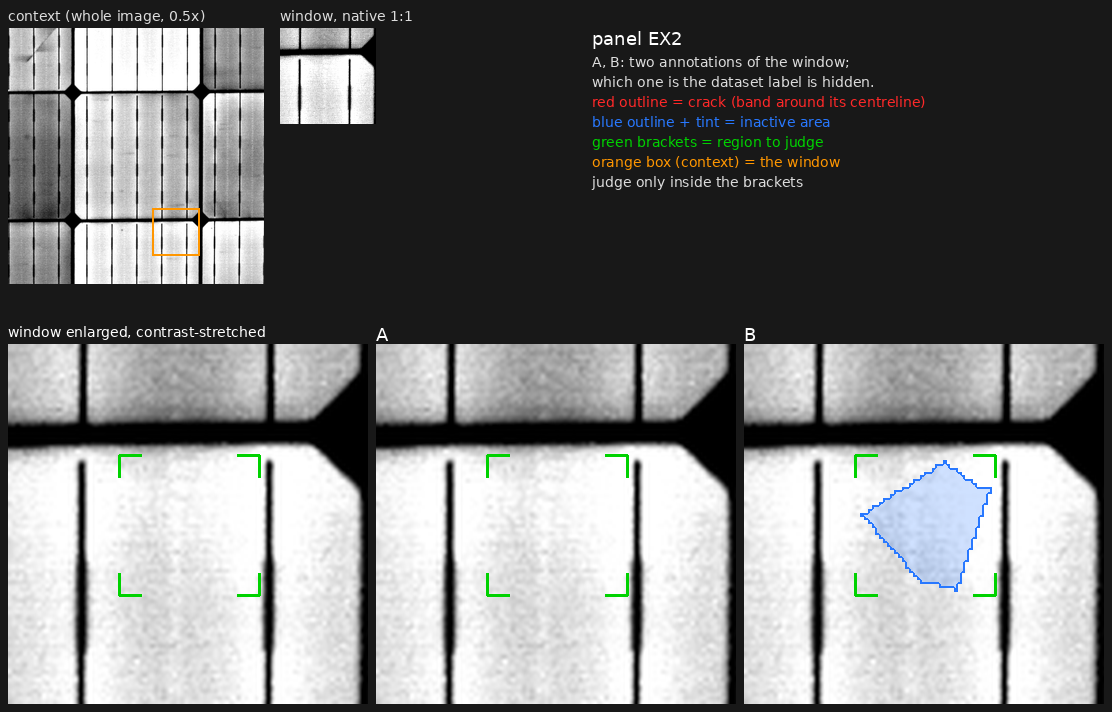 context (whole image, 0.5x)
window, native 1:1
panel EX2
A, B: two annotations of the window;
which one is the dataset label is hidden.
red outline = crack (band around its centreline)
blue outline + tint = inactive area
green brackets = region to judge
orange box (context) = the window
judge only inside the brackets
window enlarged, contrast-stretched
A
B